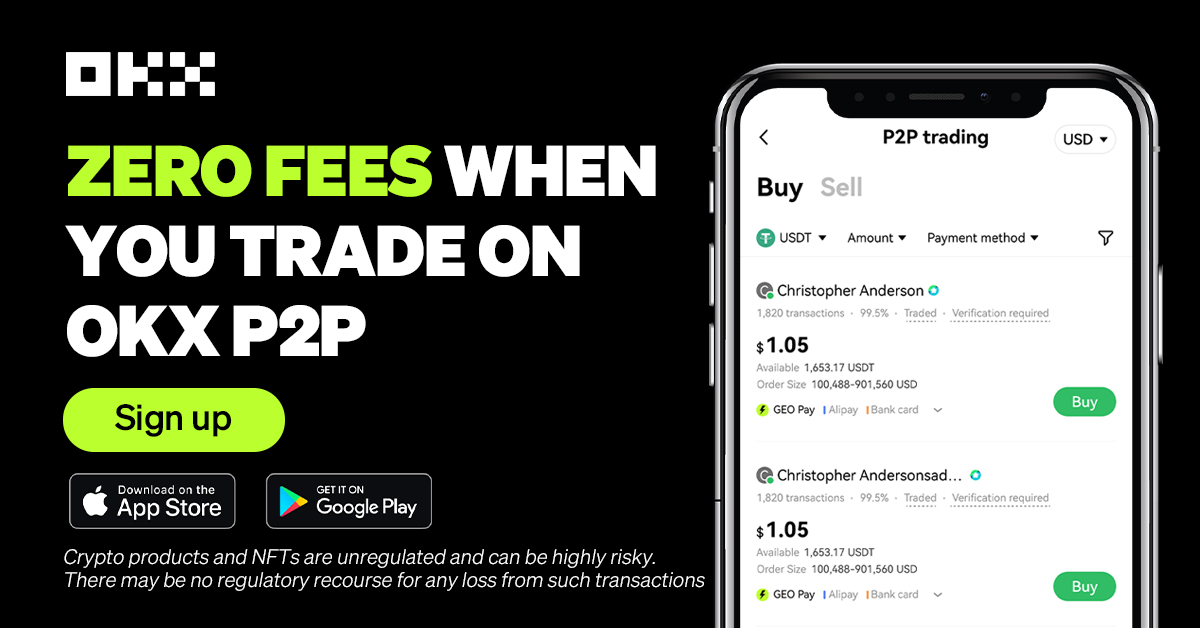 OKX
ZERO FEES WHEN
YOU TRADE ON
OKX P2P
Sign up
Download on the
App Store
GET IT ON
Google Play
Crypto products and NFTs are unregulated and can be highly risky.
There may be no regulatory recourse for any loss from such transactions
P2P trading
USD
Buy Sell
USDT Amount Payment method
C Christopher Anderson
1,820 transactions · 99.5% · Traded · Verification required
$1.05
Available 1,653.17 USDT
Order Size 100,488-901,560 USD
GEO Pay Alipay Bank card
Buy
C Christopher Andersonsad...
1,820 transactions · 99.5% · Traded · Verification required
$1.05
Available 1,653.17 USDT
Order Size 100,488-901,560 USD
GEO Pay Alipay Bank card
Buy